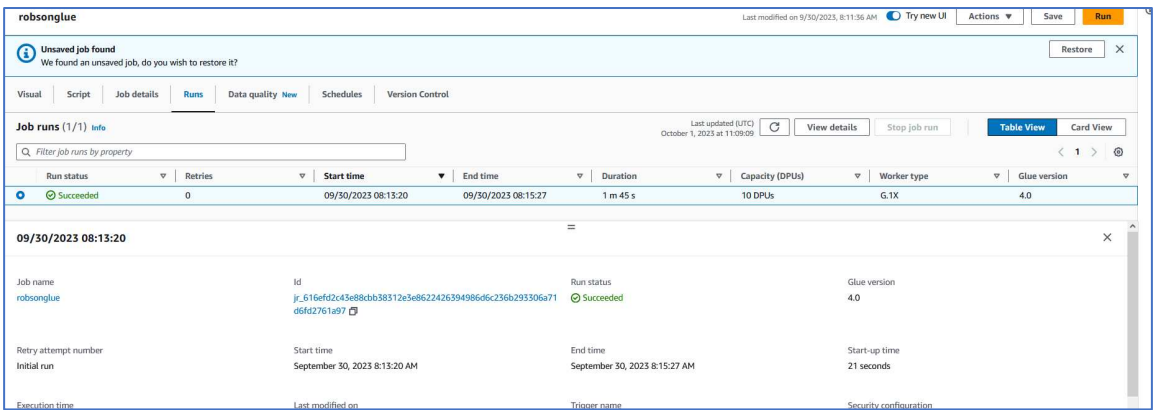 robsonglue
Last modified on 9/30/2023, 8:11:36 AM Try new UI Actions Save Run
Unsaved job found
We found an unsaved job, do you wish to restore it?
Restore
Visual Script Job details Runs Data quality New Schedules Version Control
Job runs (1/1) Info
Last updated (UTC)
October 1, 2023 at 11:09:09
View details Stop job run Table View Card View
Filter job runs by property
1
Run status Retries Start time End time Duration Capacity (DPUs) Worker type Glue version
Succeeded 0 09/30/2023 08:13:20 09/30/2023 08:15:27 1 m 45 s 10 DPUs G.1X 4.0
09/30/2023 08:13:20
Job name Id Run status Glue version
robsonglue jr_616efd2c43e88cbb38312e3e8622426394986d6c236b293306a71 Succeeded 4.0
d6fd2761a97
Retry attempt number Start time End time Start-up time
Initial run September 30, 2023 8:13:20 AM September 30, 2023 8:15:27 AM 21 seconds
Execution time Last modified on Trigger name Security configuration